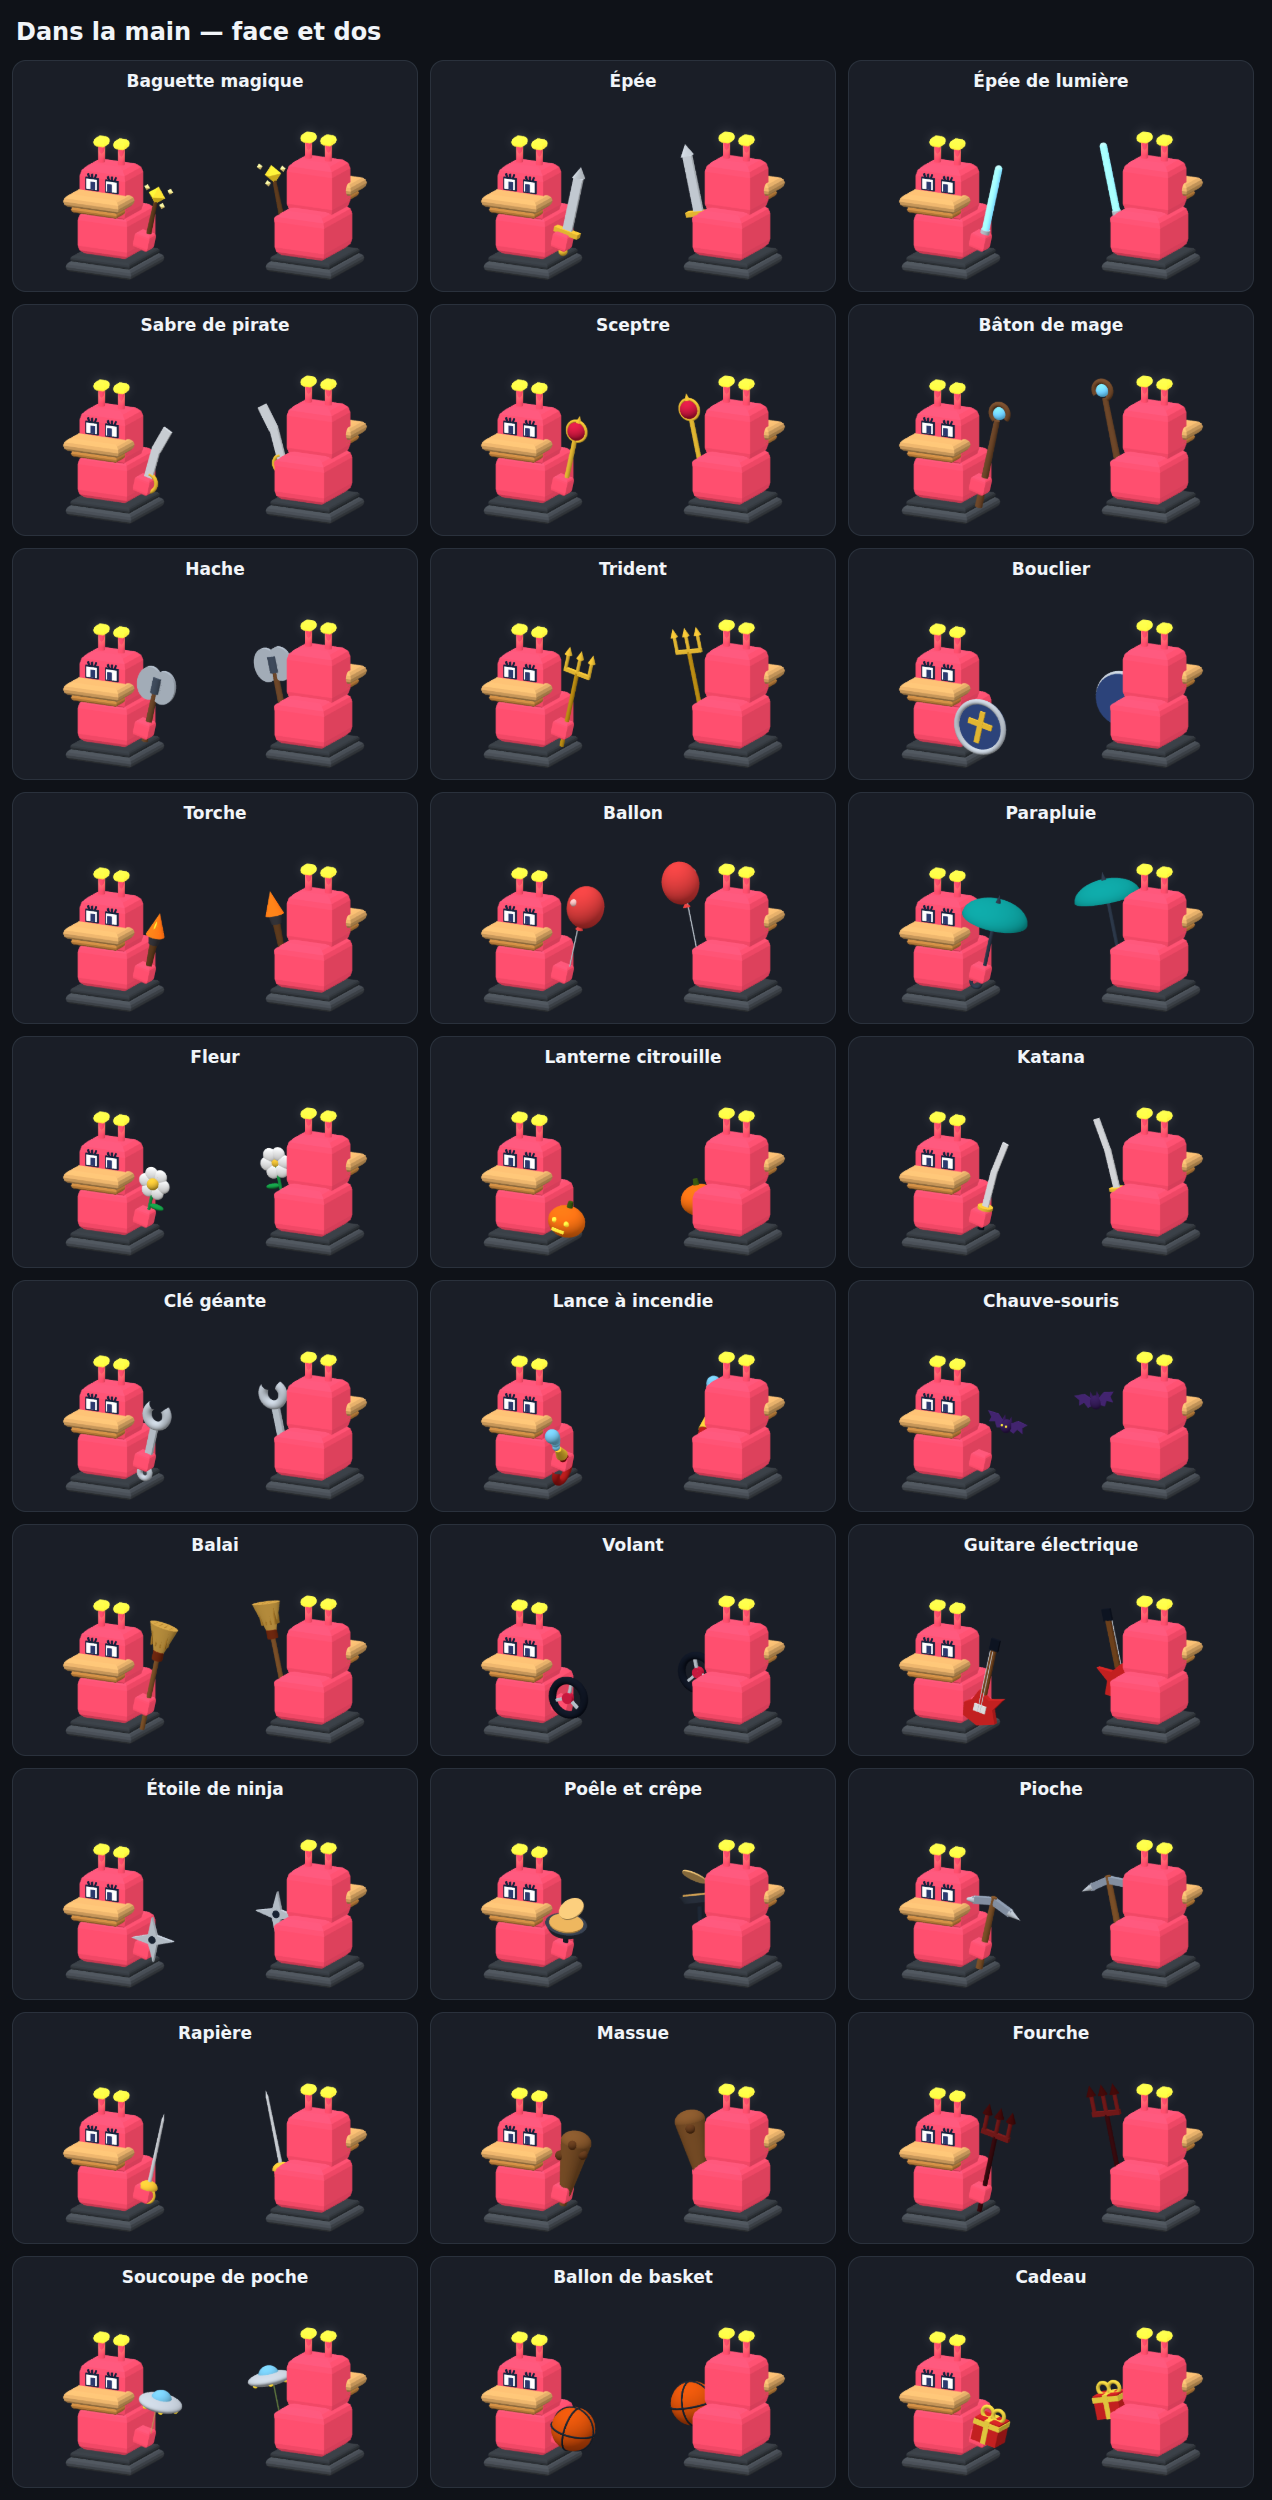 Dans la main — face et dos
Baguette magique
Épée
Épée de lumière
Sabre de pirate
Sceptre
Bâton de mage
Hache
Trident
Bouclier
Torche
Ballon
Parapluie
Fleur
Lanterne citrouille
Katana
Clé géante
Lance à incendie
Chauve-souris
Balai
Volant
Guitare électrique
Étoile de ninja
Poêle et crêpe
Pioche
Rapière
Massue
Fourche
Soucoupe de poche
Ballon de basket
Cadeau